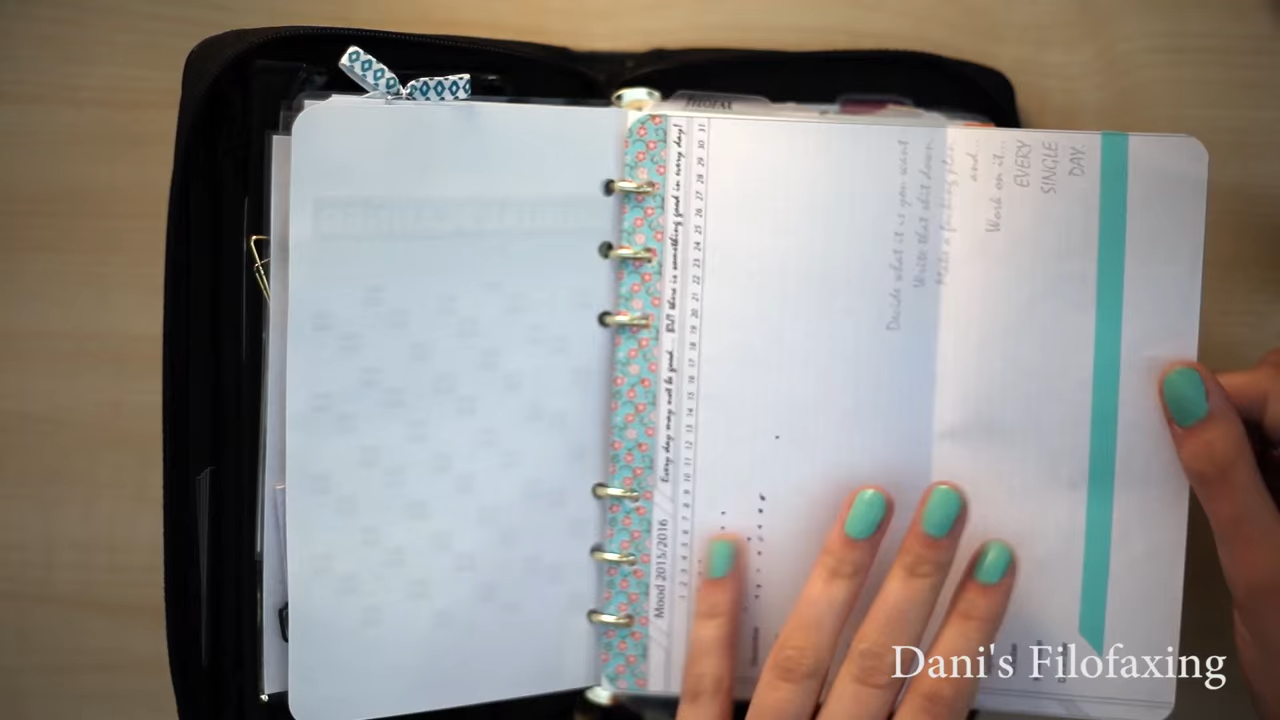 FILOFAX
Mood 2015/2016
Every day may not be good... BUT there is something good in every day!
1 2 3 4 5 6 7 8 9 10 11 12 13 14 15 16 17 18 19 20 21 22 23 24 25 26 27 28 29 30 31
Decide what it is you want
Write that shit down
Make a fucking plan
and...
Work on it...
EVERY
SINGLE
DAY.
Dani's Filofaxing